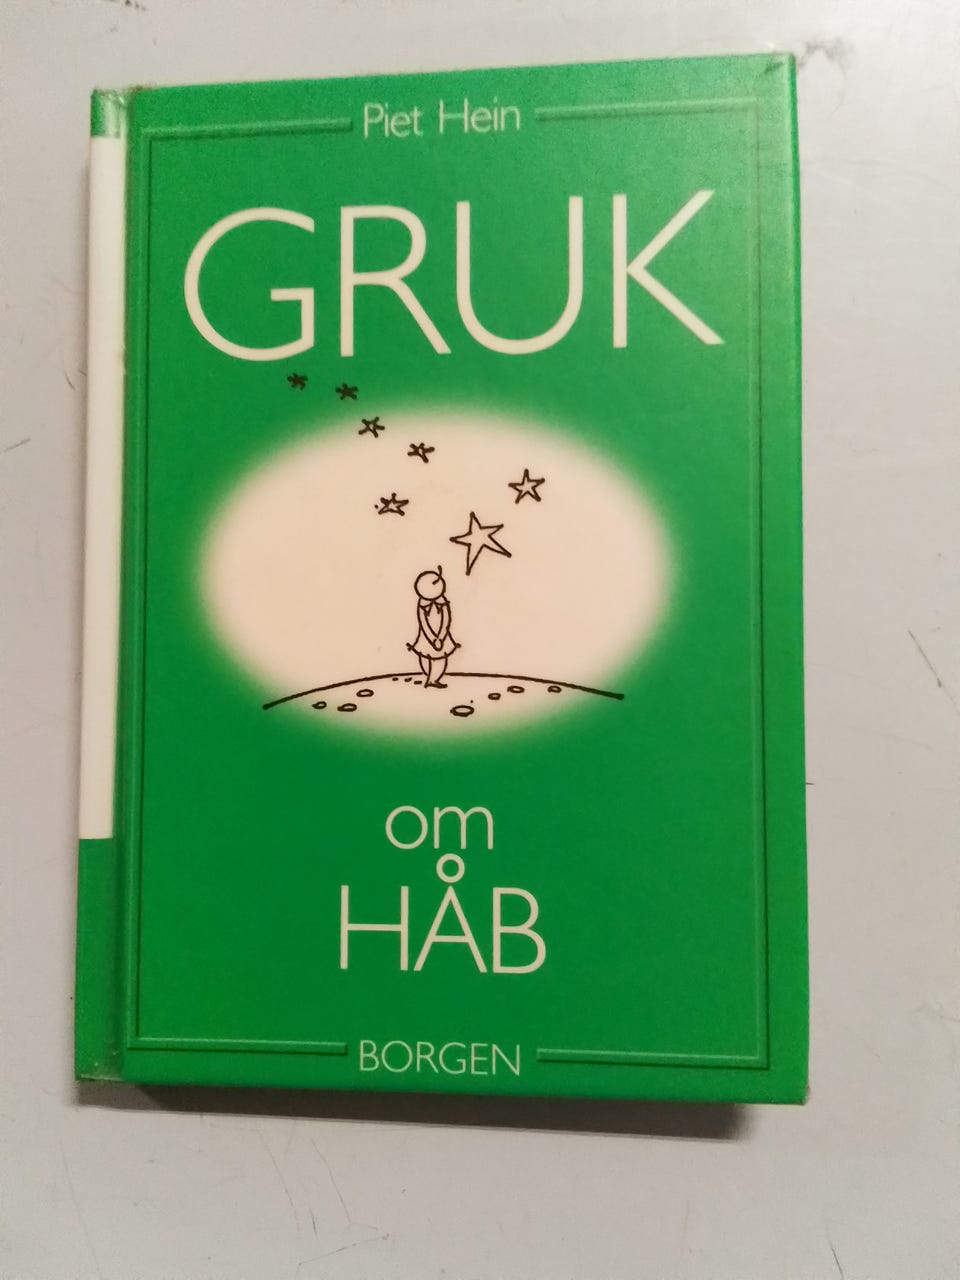 Piet Hein
GRUK
om
HÅB
BORGEN